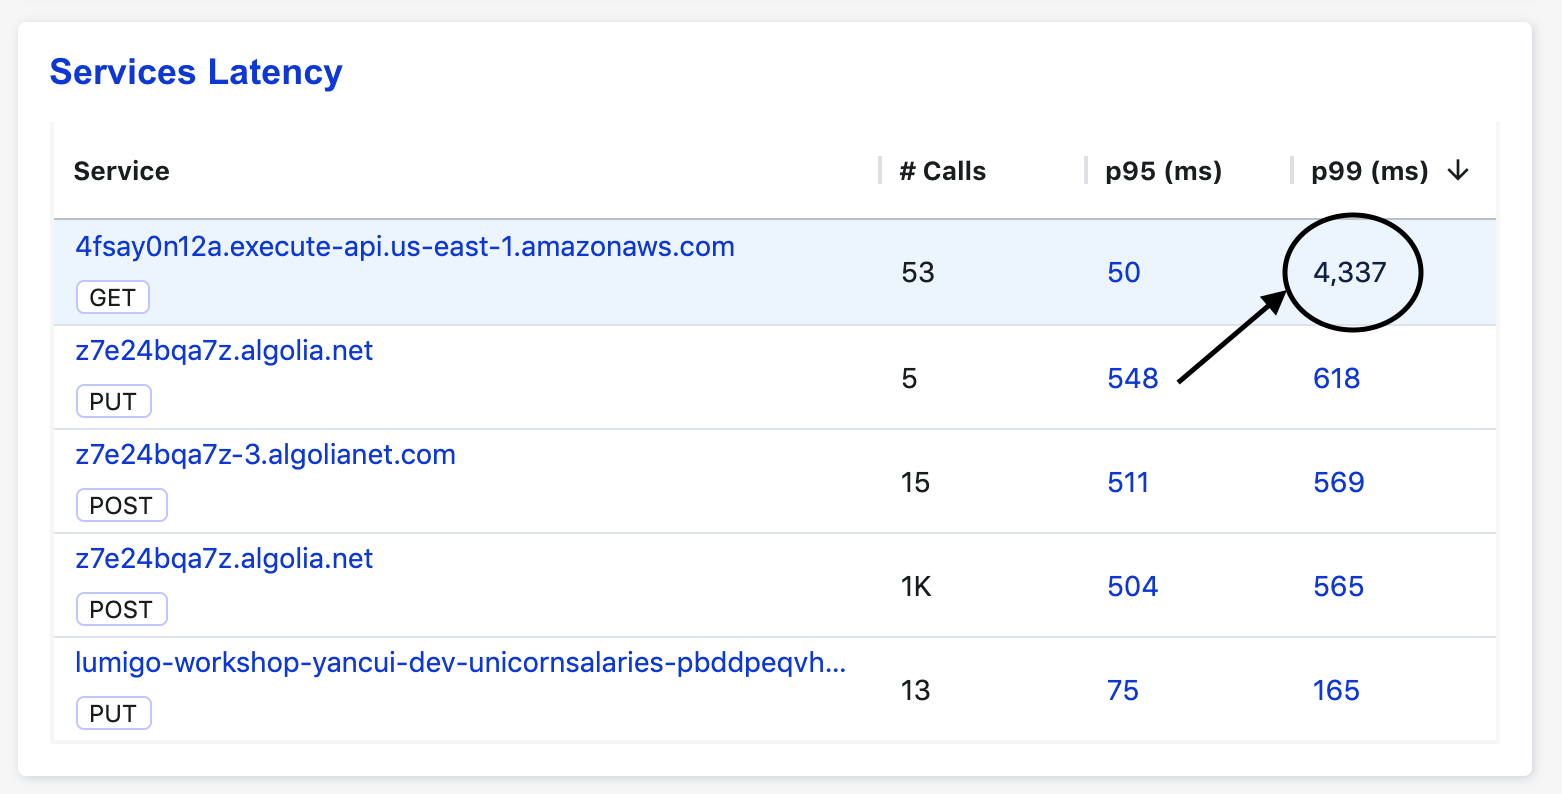 Services Latency
Service # Calls p95 (ms) p99 (ms) ↓
4fsay0n12a.execute-api.us-east-1.amazonaws.com
GET
53 50 4,337
z7e24bqa7z.algolia.net
PUT
5 548 618
z7e24bqa7z-3.algolianet.com
POST
15 511 569
z7e24bqa7z.algolia.net
POST
1K 504 565
lumigo-workshop-yancui-dev-unicornsalaries-pbddpeqvh...
PUT
13 75 165